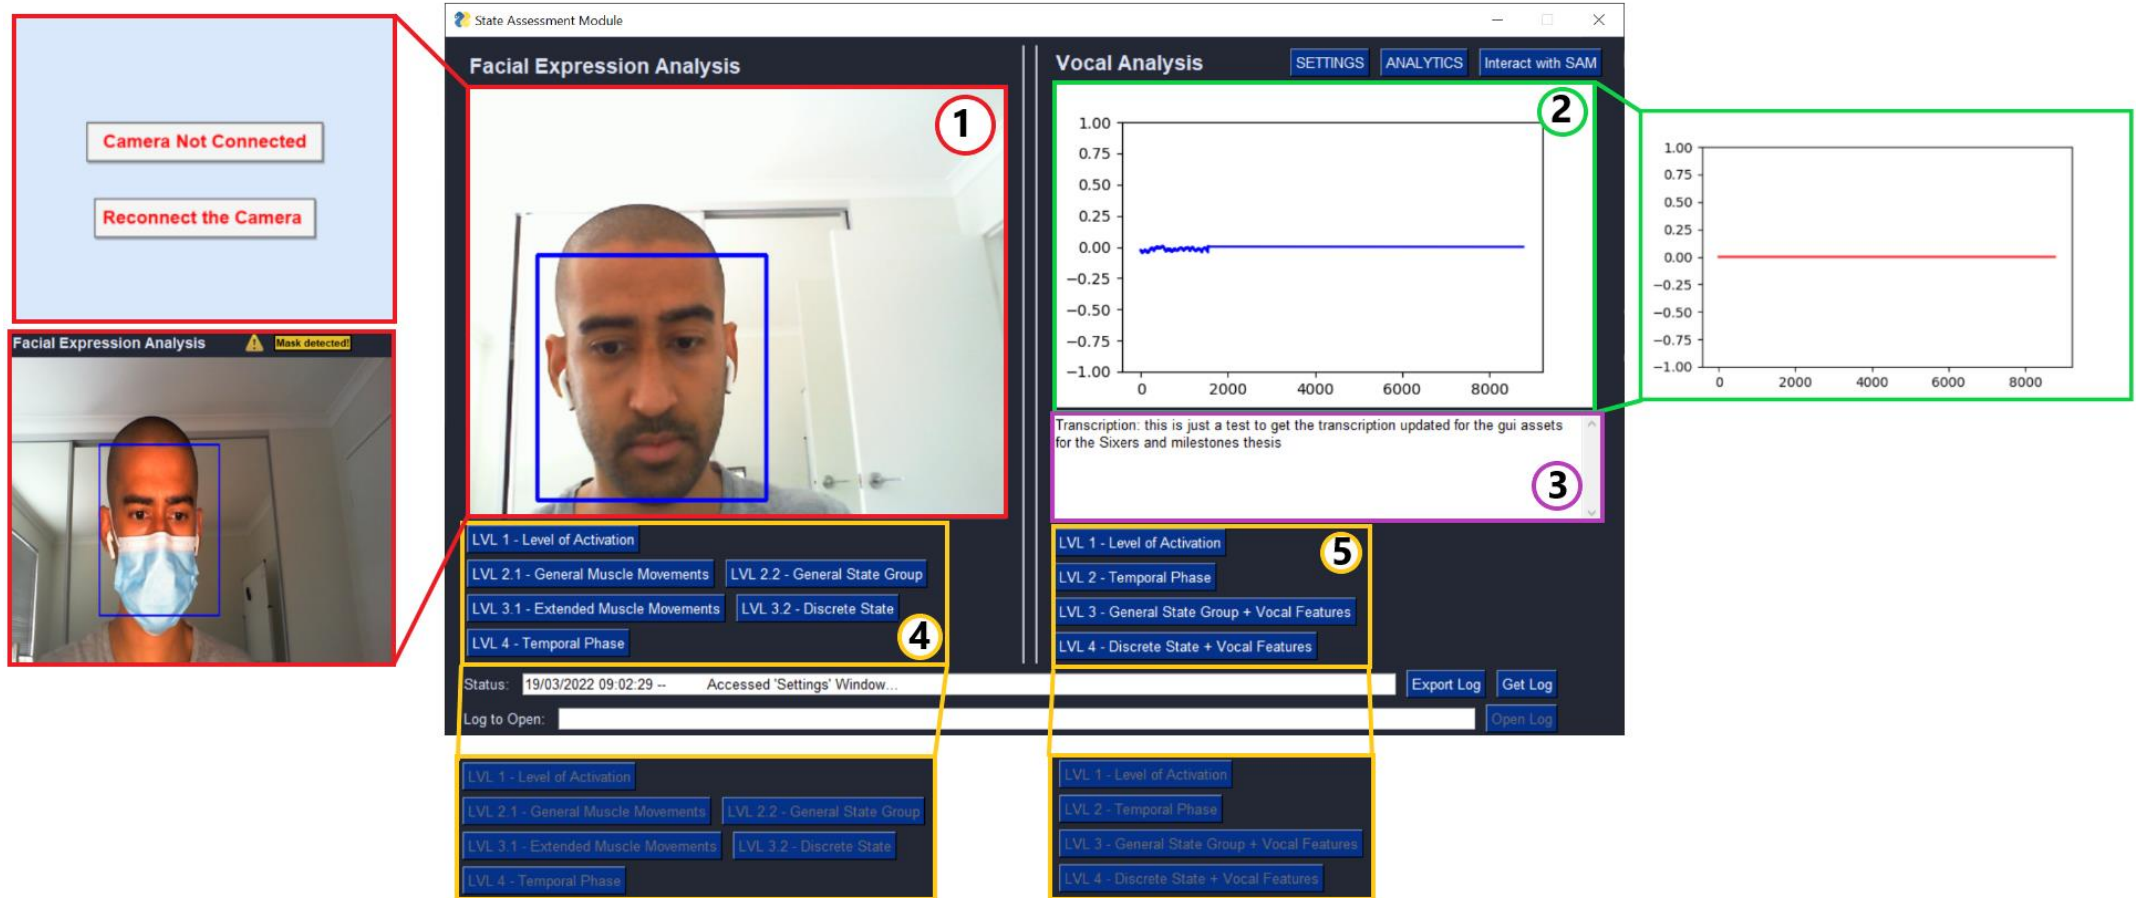 State Assessment Module
Camera Not Connected
Reconnect the Camera
Facial Expression Analysis
Mask detected!
Facial Expression Analysis
1
Vocal Analysis
SETTINGS
ANALYTICS
Interact with SAM
2
1.00
0.75
0.50
0.25
0.00
−0.25
−0.50
−0.75
−1.00
0 2000 4000 6000 8000
1.00
0.75
0.50
0.25
0.00
−0.25
−0.50
−0.75
−1.00
0 2000 4000 6000 8000
Transcription: this is just a test to get the transcription updated for the gui assets
for the Sixers and milestones thesis
3
LVL 1 - Level of Activation
LVL 2.1 - General Muscle Movements LVL 2.2 - General State Group
LVL 3.1 - Extended Muscle Movements LVL 3.2 - Discrete State
LVL 4 - Temporal Phase
4
LVL 1 - Level of Activation
LVL 2 - Temporal Phase
LVL 3 - General State Group + Vocal Features
LVL 4 - Discrete State + Vocal Features
5
Status: 19/03/2022 09:02:29 -- Accessed 'Settings' Window... Export Log Get Log
Log to Open: Open Log
LVL 1 - Level of Activation
LVL 2.1 - General Muscle Movements LVL 2.2 - General State Group
LVL 3.1 - Extended Muscle Movements LVL 3.2 - Discrete State
LVL 4 - Temporal Phase
LVL 1 - Level of Activation
LVL 2 - Temporal Phase
LVL 3 - General State Group + Vocal Features
LVL 4 - Discrete State + Vocal Features